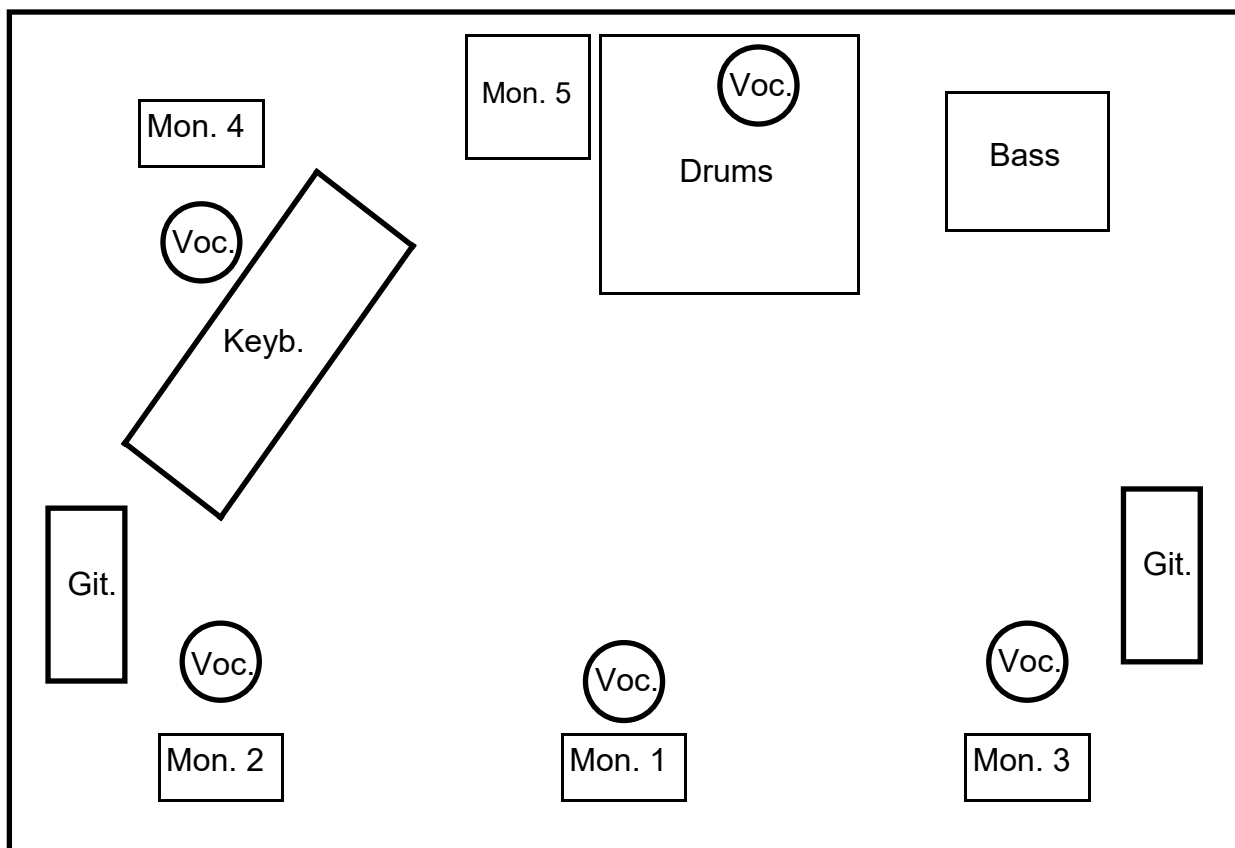 Voc.
Mon. 5
Mon. 4
Bass
Drums
Voc.
Keyb.
Git.
Git.
Voc.
Voc.
Voc.
Mon. 2
Mon. 1
Mon. 3